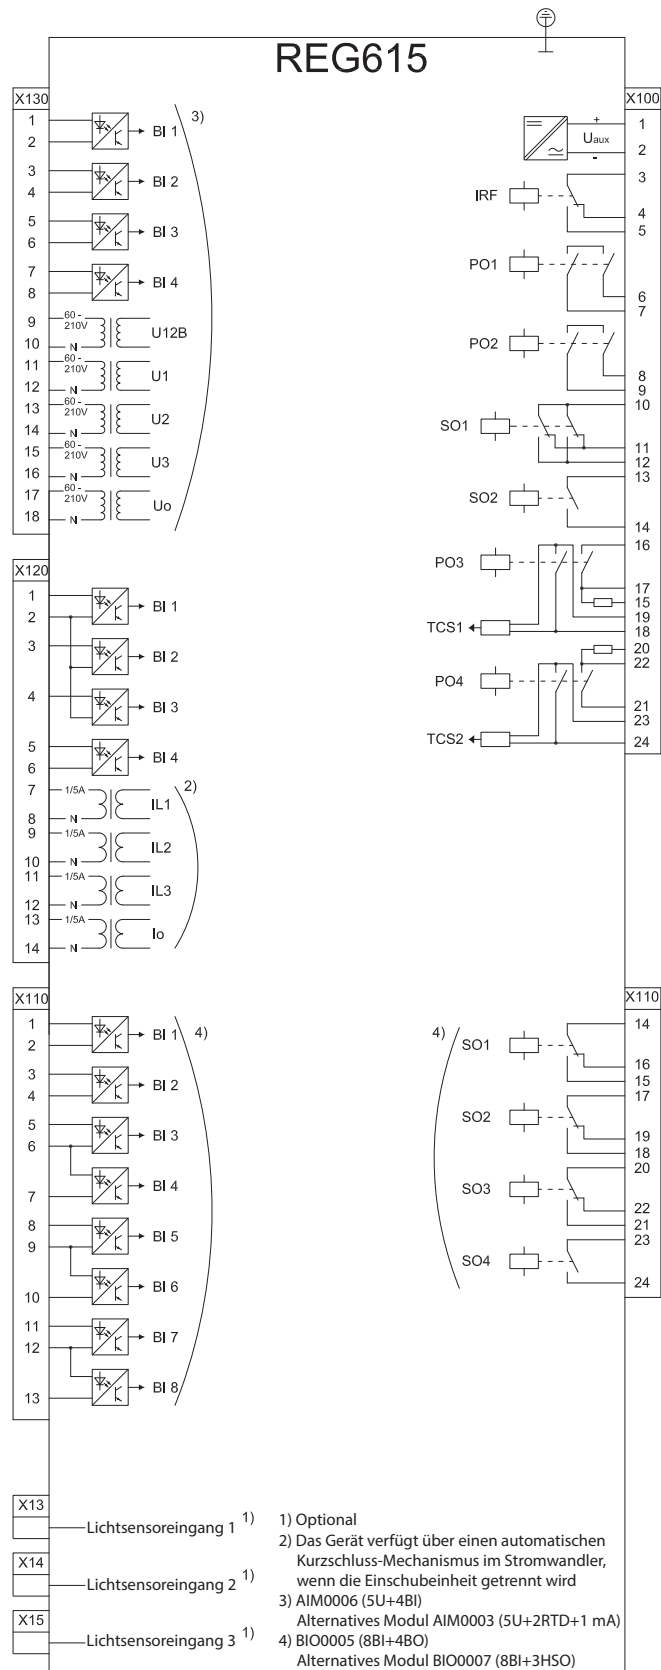 REG615
X130
1
2
BI 1
3)
3
4
BI 2
5
6
BI 3
7
8
BI 4
9
60 -
210V
10
N
U12B
11
60 -
210V
12
N
U1
13
60 -
210V
14
N
U2
15
60 -
210V
16
N
U3
17
60 -
210V
18
N
Uo
X120
1
2
BI 1
3
BI 2
4
BI 3
5
6
BI 4
7
1/5A
8
N
IL1
2)
9
1/5A
10
N
IL2
11
1/5A
12
N
IL3
13
1/5A
14
N
Io
X110
1
2
BI 1
4)
3
4
BI 2
5
6
BI 3
7
BI 4
8
9
BI 5
10
BI 6
11
12
BI 7
13
BI 8
X100
+
1
Uaux
2
-
3
IRF
4
5
PO1
6
7
PO2
8
9
10
SO1
11
12
13
SO2
14
16
PO3
17
15
19
TCS1
18
20
22
PO4
21
23
TCS2
24
X110
4)
14
SO1
16
15
17
SO2
19
18
20
SO3
22
21
23
SO4
24
X13
Lichtsensoreingang 1 1)
X14
Lichtsensoreingang 2 1)
X15
Lichtsensoreingang 3 1)
1) Optional
2) Das Gerät verfügt über einen automatischen
Kurzschluss-Mechanismus im Stromwandler,
wenn die Einschubeinheit getrennt wird
3) AIM0006 (5U+4BI)
Alternatives Modul AIM0003 (5U+2RTD+1 mA)
4) BIO0005 (8BI+4BO)
Alternatives Modul BIO0007 (8BI+3HSO)